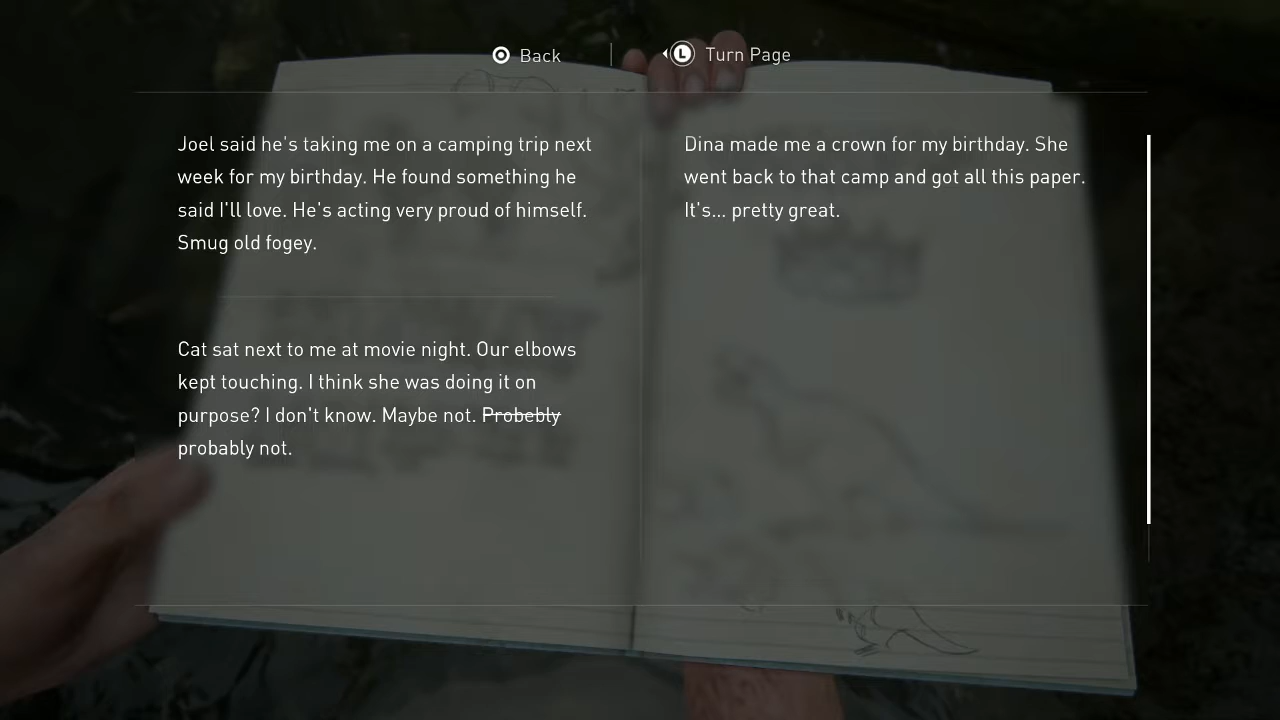 Back
L Turn Page
Joel said he's taking me on a camping trip next
week for my birthday. He found something he
said I'll love. He's acting very proud of himself.
Smug old fogey.
Cat sat next to me at movie night. Our elbows
kept touching. I think she was doing it on
purpose? I don't know. Maybe not. Probebly
probably not.
Dina made me a crown for my birthday. She
went back to that camp and got all this paper.
It's... pretty great.